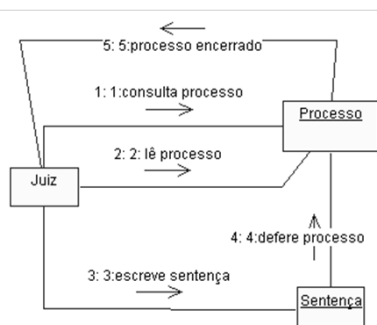 5: 5:processo encerrado
1: 1:consulta processo
Processo
2: 2: lê processo
Juiz
4: 4:defere processo
3: 3:escreve sentença
Sentença